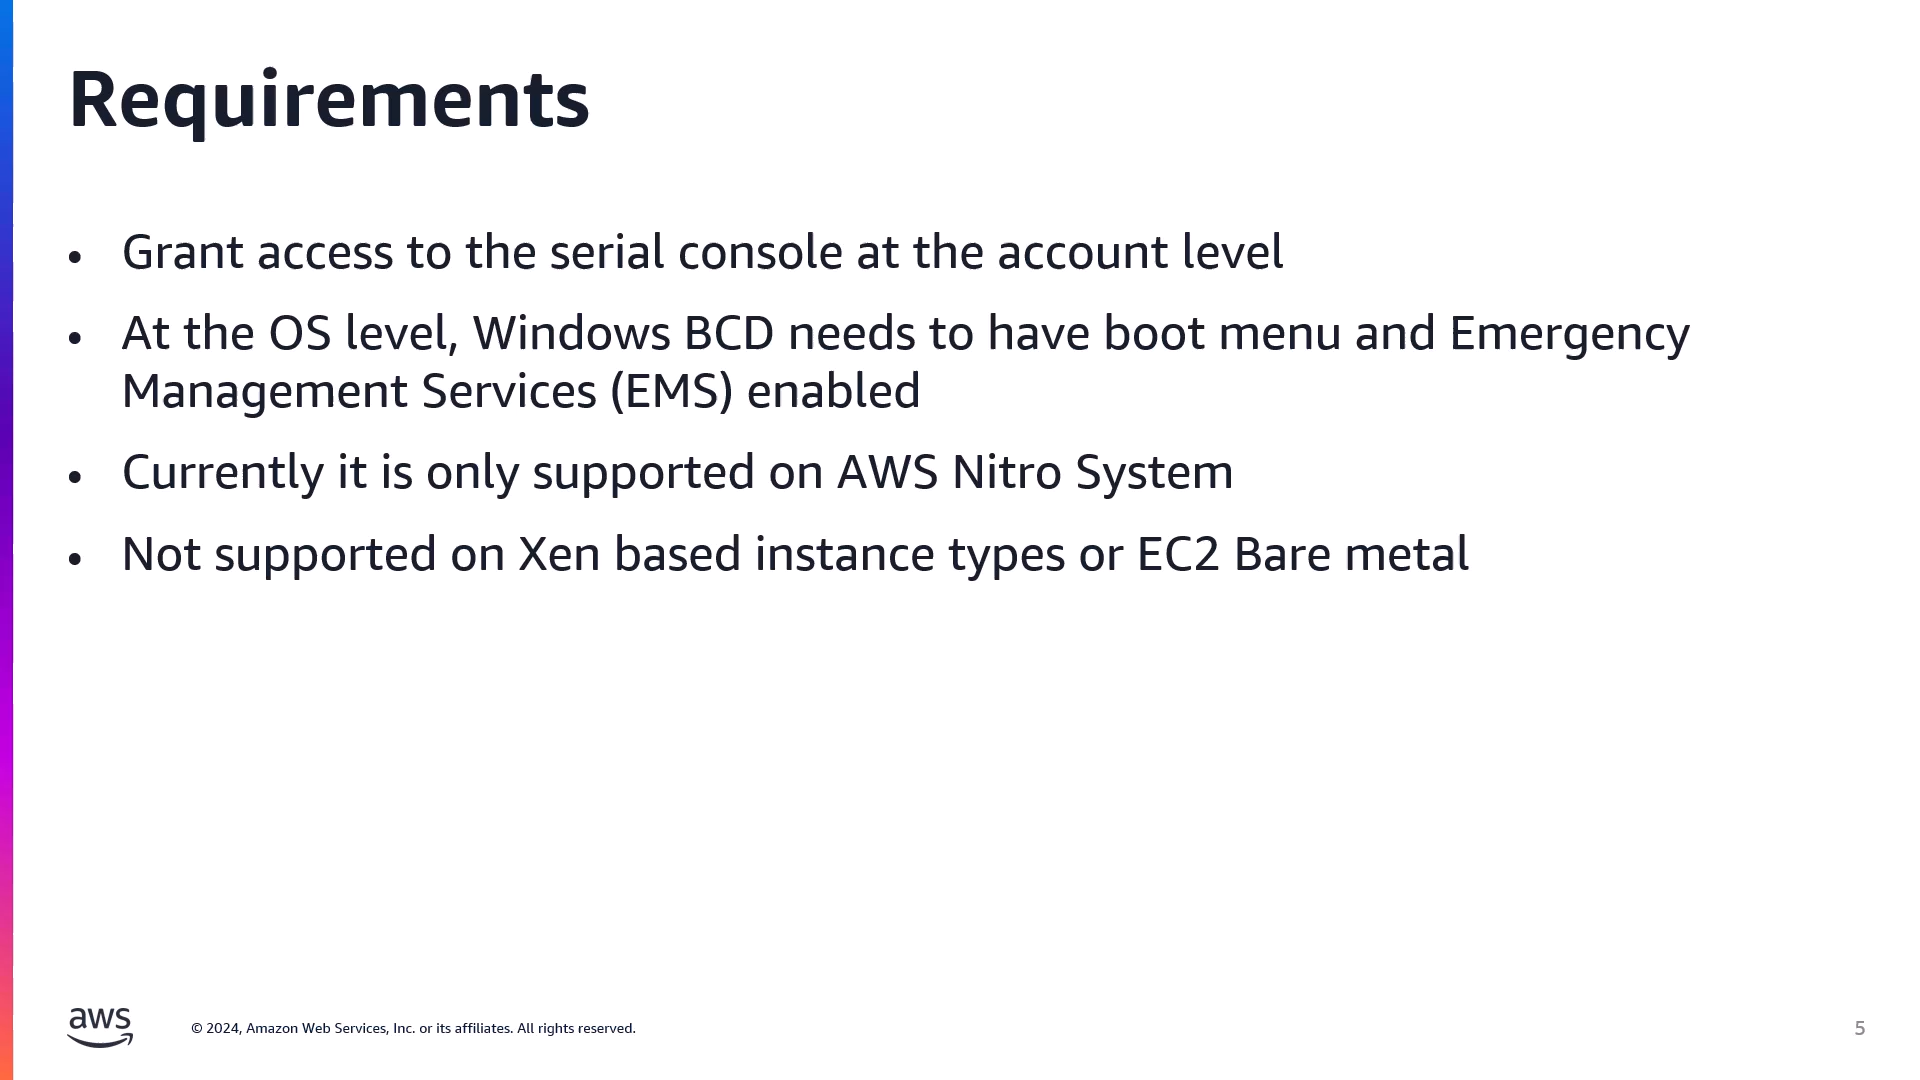 Requirements
• Grant access to the serial console at the account level
• At the OS level, Windows BCD needs to have boot menu and Emergency
Management Services (EMS) enabled
• Currently it is only supported on AWS Nitro System
• Not supported on Xen based instance types or EC2 Bare metal
aws
© 2024, Amazon Web Services, Inc. or its affiliates. All rights reserved.
5